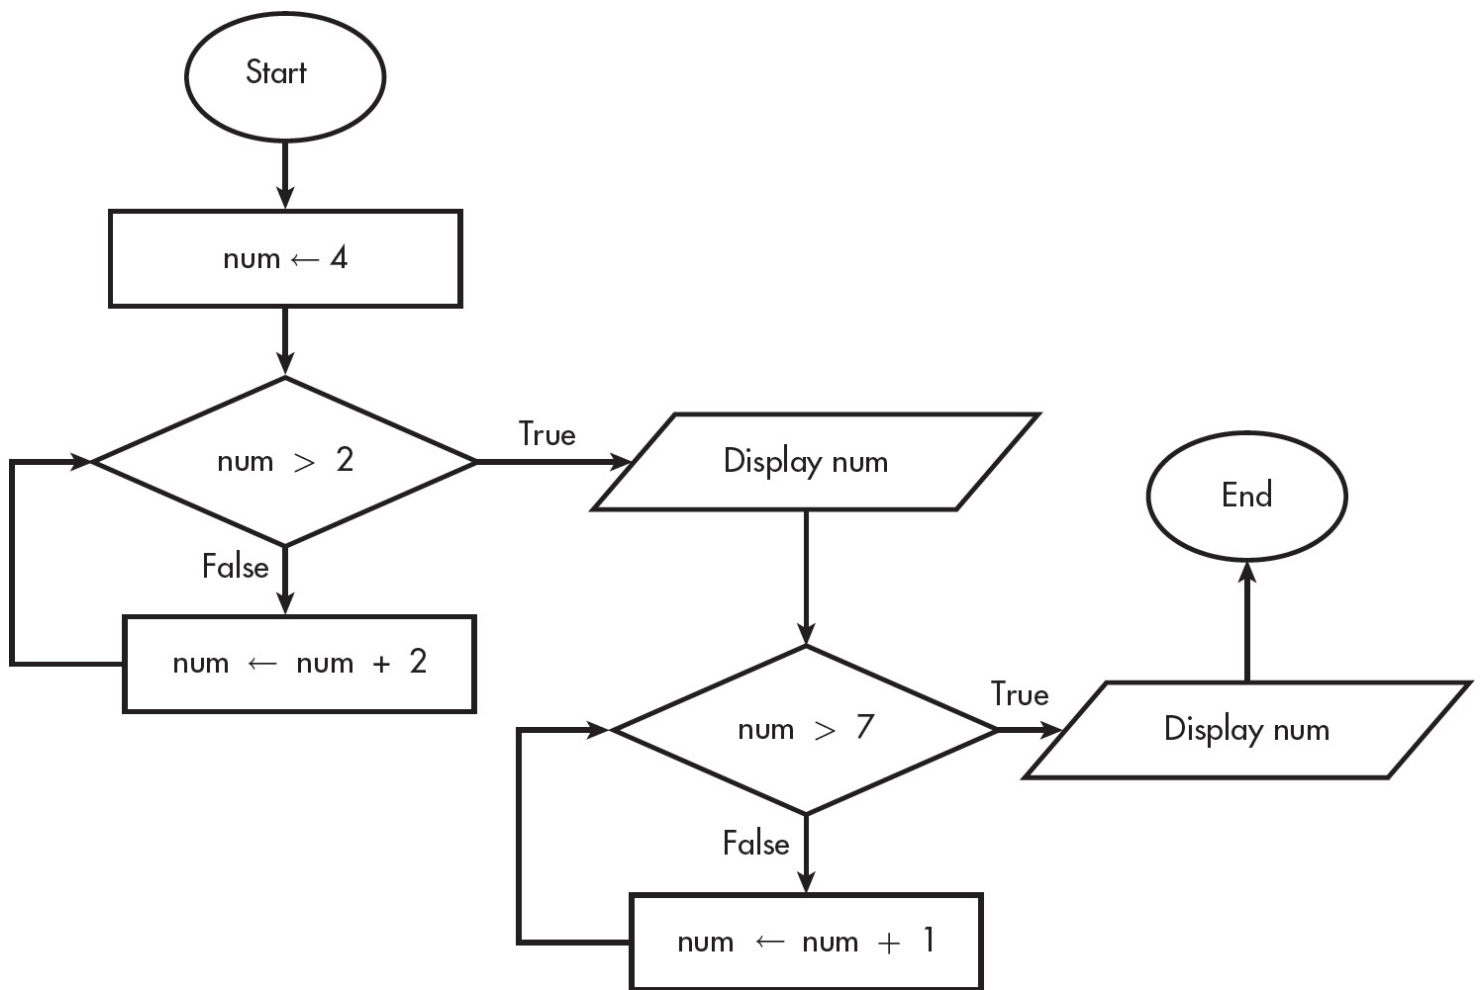 Start
num ← 4
num > 2
True
Display num
False
num ← num + 2
End
num > 7
True
Display num
False
num ← num + 1